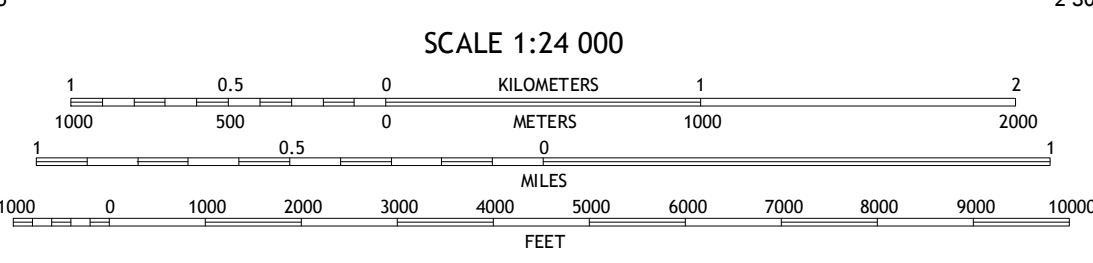 SCALE 1:24 000
1 0.5 0 KILOMETERS 1 2
1000 500 0 METERS 1000 2000
1 0.5 0 1
MILES
1000 0 1000 2000 3000 4000 5000 6000 7000 8000 9000 10000
FEET